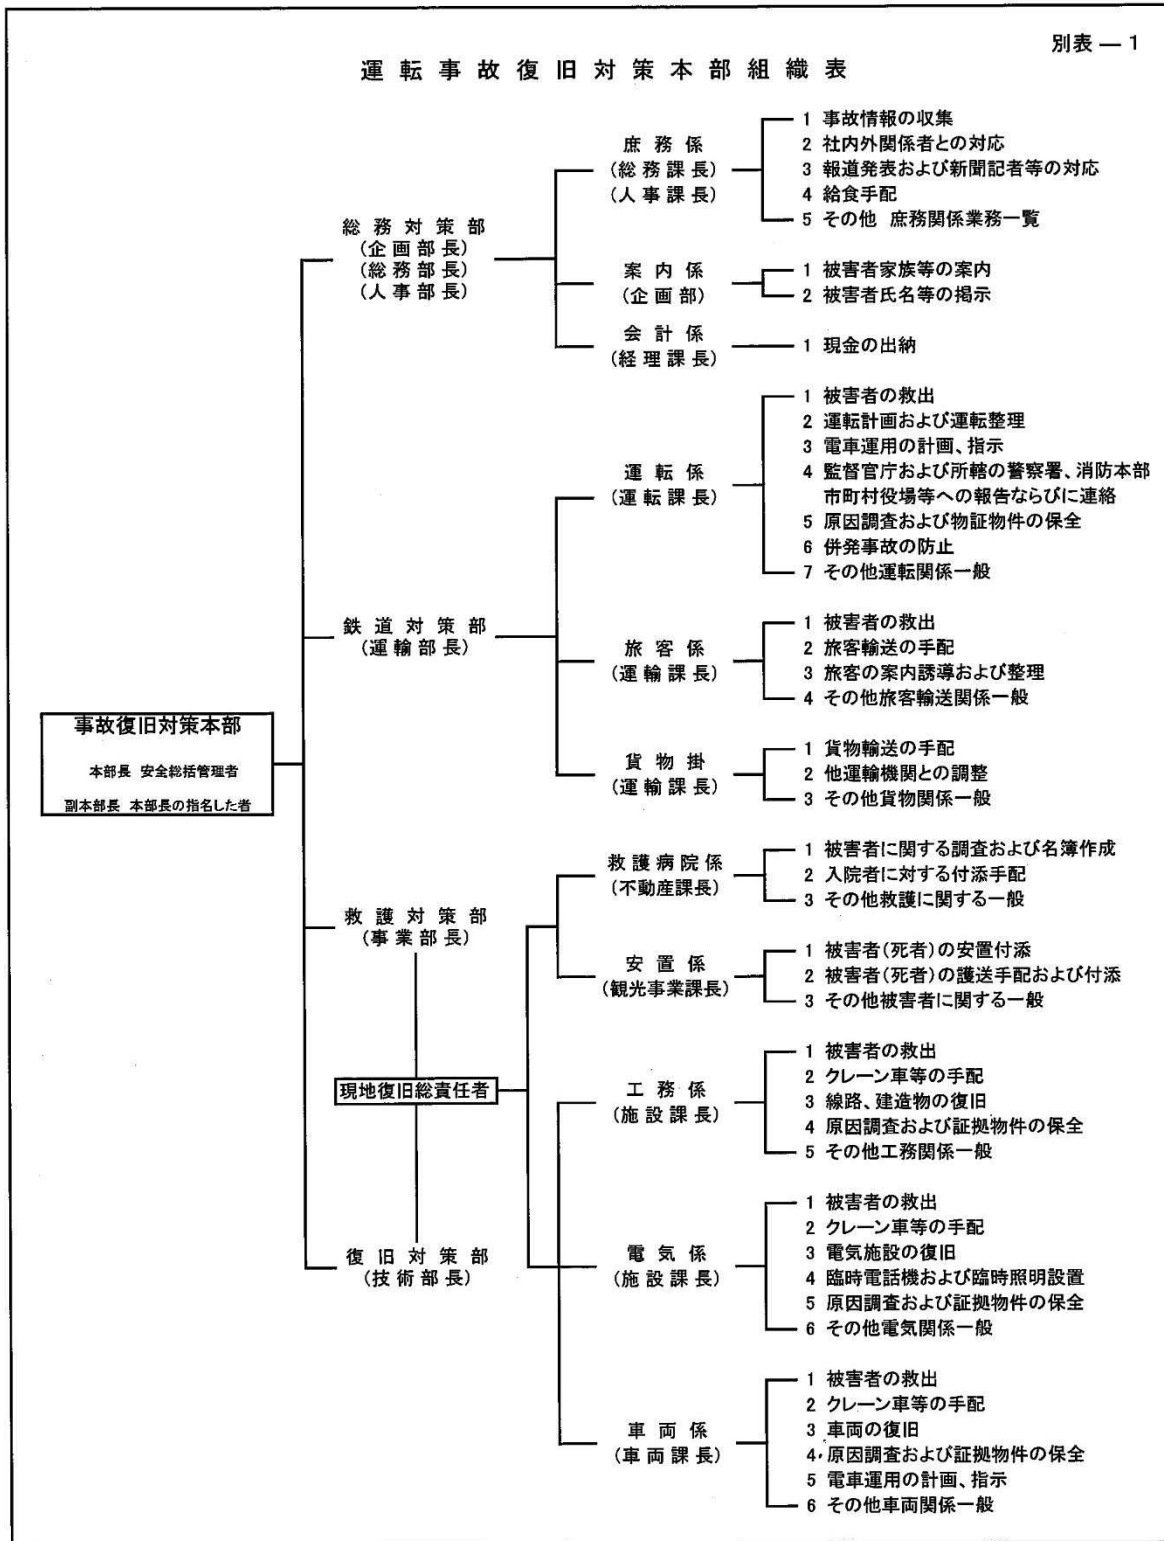 別表 ― 1
運転事故復旧対策本部組織表
事故復旧対策本部
本部長 安全総括管理者
副本部長 本部長の指名した者
総務対策部
(企画部長)
(総務部長)
(人事部長)
庶務係
(総務課長)
(人事課長)
1 事故情報の収集
2 社内外関係者との対応
3 報道発表および新聞記者等の対応
4 給食手配
5 その他 庶務関係業務一覧
案内係
(企画部)
1 被害者家族等の案内
2 被害者氏名等の掲示
会計係
(経理課長)
1 現金の出納
鉄道対策部
(運輸部長)
運転係
(運転課長)
1 被害者の救出
2 運転計画および運転整理
3 電車運用の計画、指示
4 監督官庁および所轄の警察署、消防本部
市町村役場等への報告ならびに連絡
5 原因調査および物証物件の保全
6 併発事故の防止
7 その他運転関係一般
旅客係
(運輸課長)
1 被害者の救出
2 旅客輸送の手配
3 旅客の案内誘導および整理
4 その他旅客輸送関係一般
貨物掛
(運輸課長)
1 貨物輸送の手配
2 他運輸機関との調整
3 その他貨物関係一般
救護対策部
(事業部長)
現地復旧総責任者
復旧対策部
(技術部長)
救護病院係
(不動産課長)
1 被害者に関する調査および名簿作成
2 入院者に対する付添手配
3 その他救護に関する一般
安置係
(観光事業課長)
1 被害者(死者)の安置付添
2 被害者(死者)の護送手配および付添
3 その他被害者に関する一般
工務係
(施設課長)
1 被害者の救出
2 クレーン車等の手配
3 線路、建造物の復旧
4 原因調査および証拠物件の保全
5 その他工務関係一般
電気係
(施設課長)
1 被害者の救出
2 クレーン車等の手配
3 電気施設の復旧
4 臨時電話機および臨時照明設置
5 原因調査および証拠物件の保全
6 その他電気関係一般
車両係
(車両課長)
1 被害者の救出
2 クレーン車等の手配
3 車両の復旧
4 原因調査および証拠物件の保全
5 電車運用の計画、指示
6 その他車両関係一般